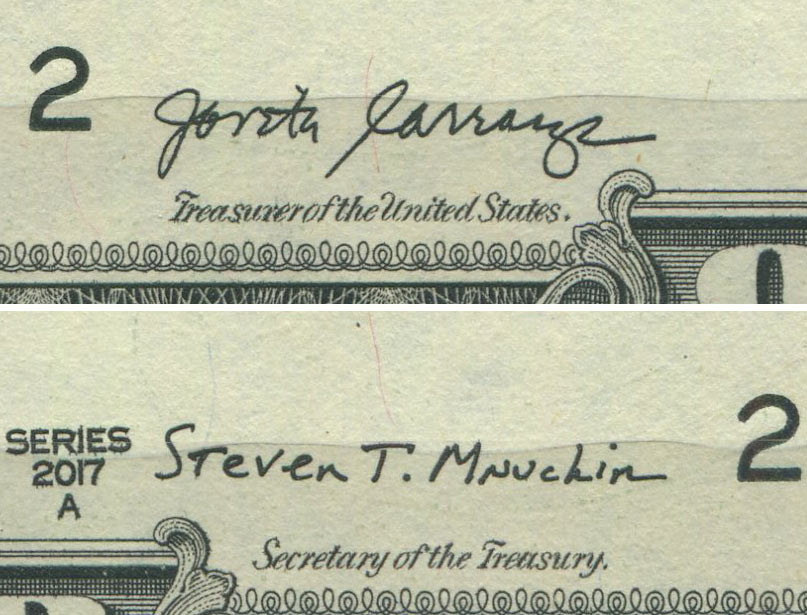 2 Jovita Carranza
Treasurer of the United States.
SERIES
2017
A
Steven T. Mnuchin 2
Secretary of the Treasury.